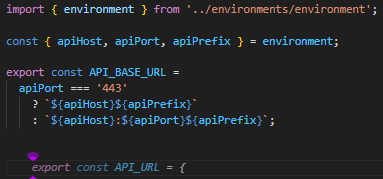 import { environment } from '../environments/environment';
const { apiHost, apiPort, apiPrefix } = environment;
export const API_BASE_URL =
apiPort === '443'
? `${apiHost}${apiPrefix}`
: `${apiHost}:${apiPort}${apiPrefix}`;
export const API_URL = {